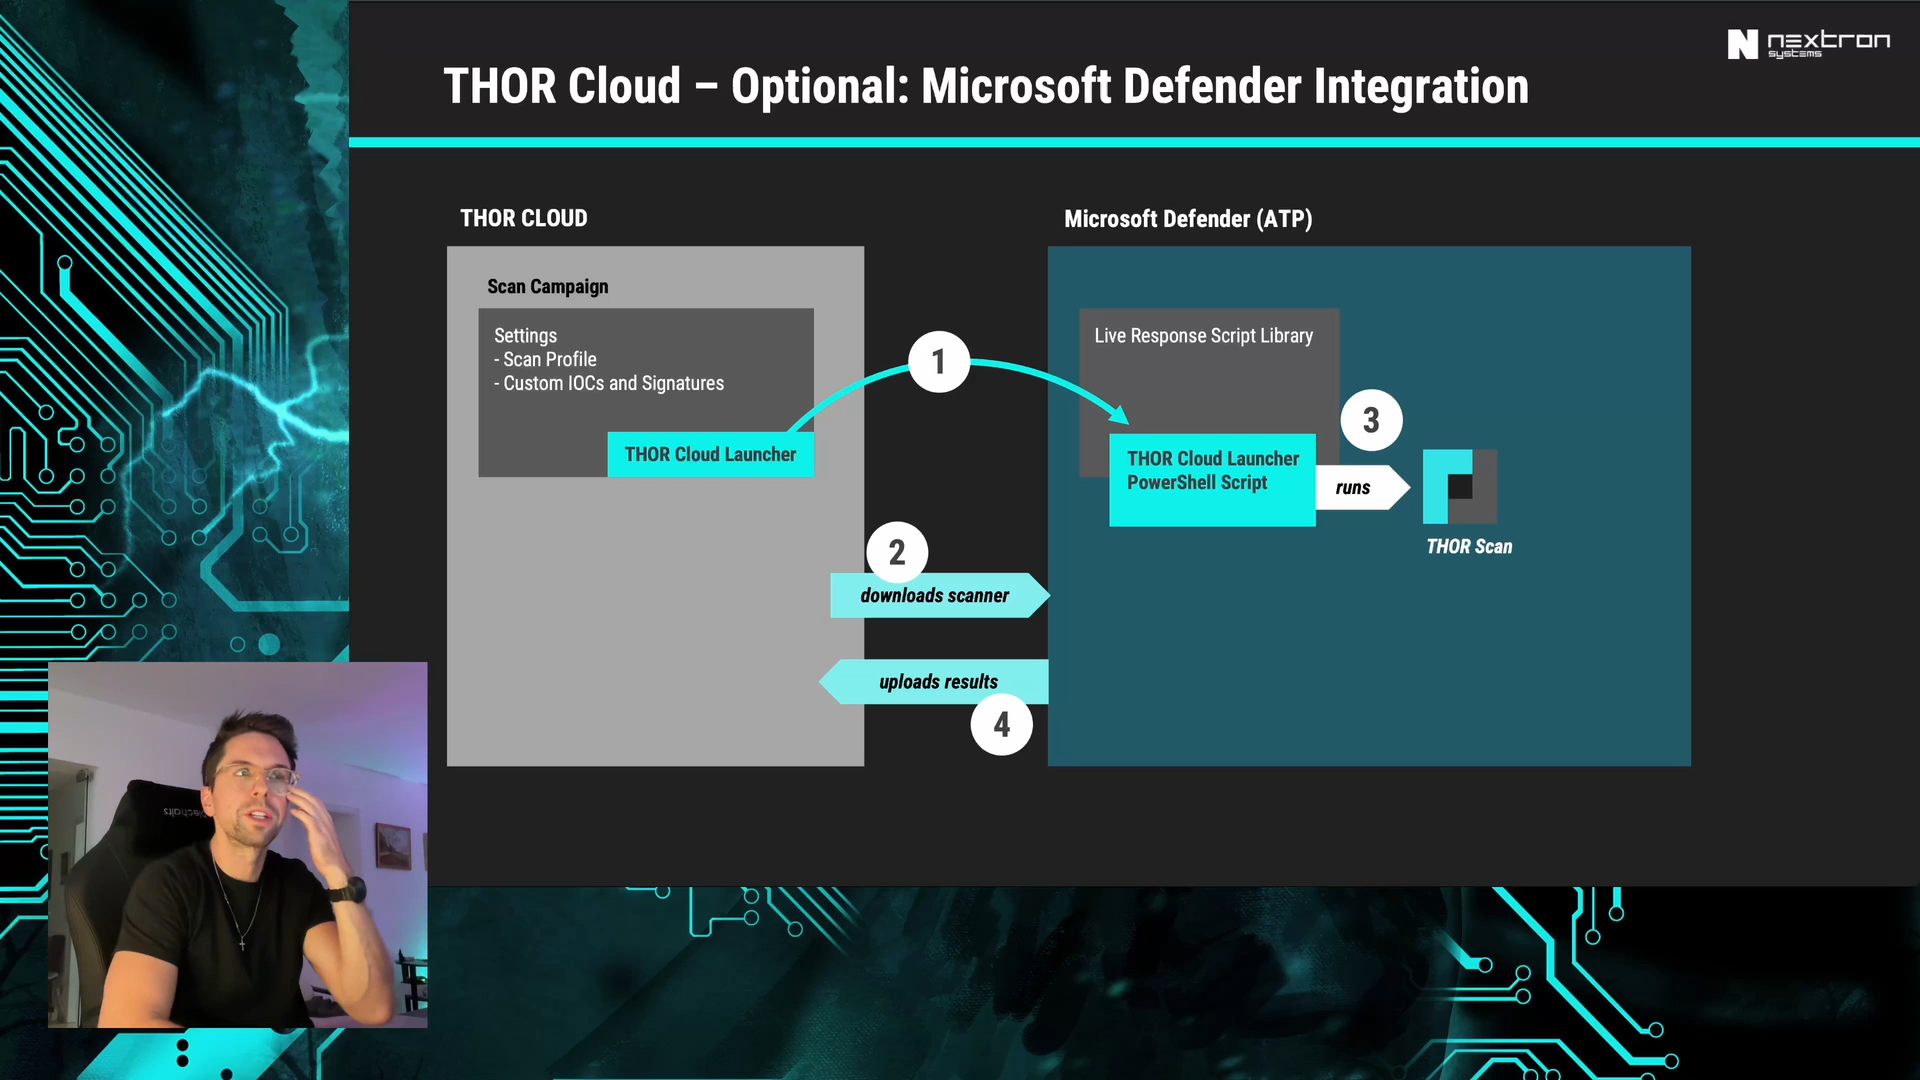 nextron
systems
THOR Cloud – Optional: Microsoft Defender Integration
THOR CLOUD
Scan Campaign
Settings
- Scan Profile
- Custom IOCs and Signatures
THOR Cloud Launcher
1
Microsoft Defender (ATP)
Live Response Script Library
THOR Cloud Launcher
PowerShell Script
3
runs
THOR Scan
2
downloads scanner
uploads results
4